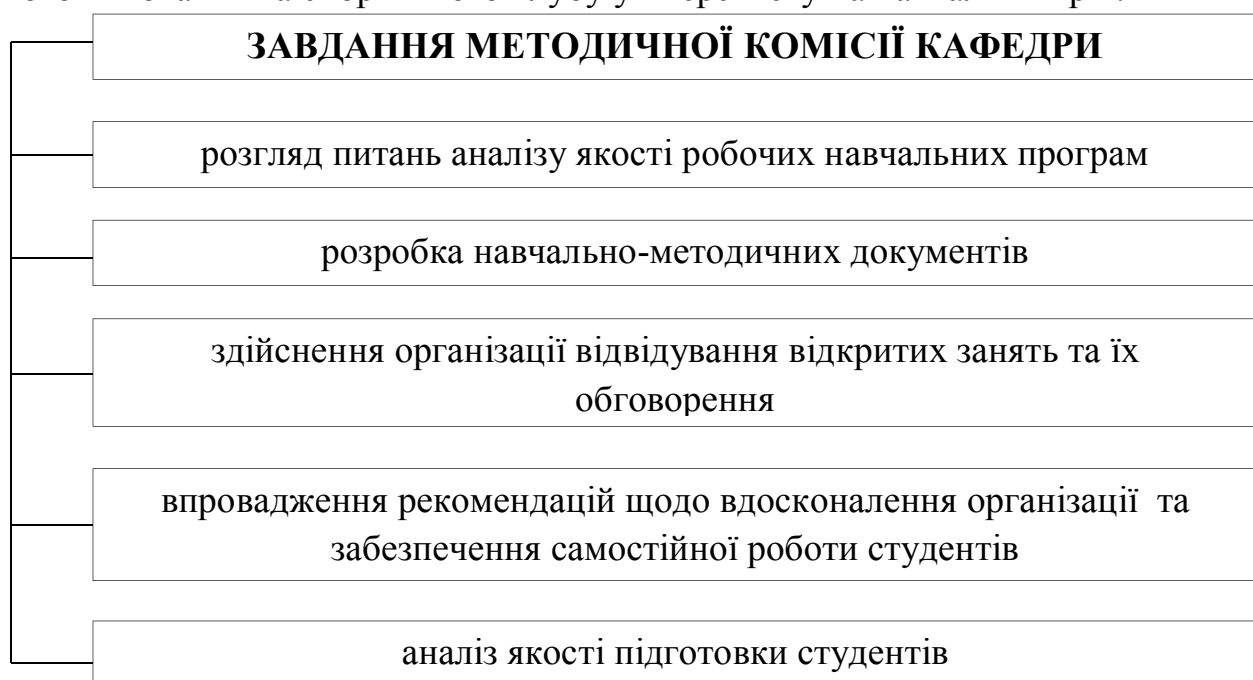 ЗАВДАННЯ МЕТОДИЧНОЇ КОМІСІЇ КАФЕДРИ
розгляд питань аналізу якості робочих навчальних програм
розробка навчально-методичних документів
здійснення організації відвідування відкритих занять та їх
обговорення
впровадження рекомендацій щодо вдосконалення організації та
забезпечення самостійної роботи студентів
аналіз якості підготовки студентів